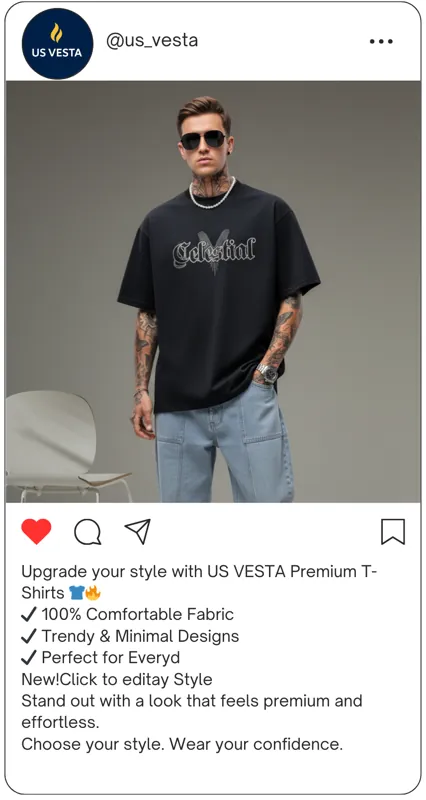 US VESTA
@us_vesta
Celestial
Upgrade your style with US VESTA Premium T-
Shirts 👕🔥
✓ 100% Comfortable Fabric
✓ Trendy & Minimal Designs
✓ Perfect for Everyd
New!Click to editay Style
Stand out with a look that feels premium and
effortless.
Choose your style. Wear your confidence.